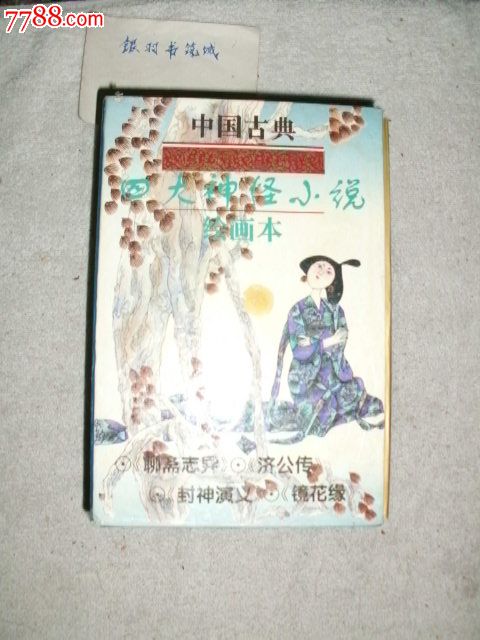 7788.com
银羽书筑城
中国古典
四大神怪小说
绘画本
《聊斋志异》《济公传》
封神演义 《镜花缘